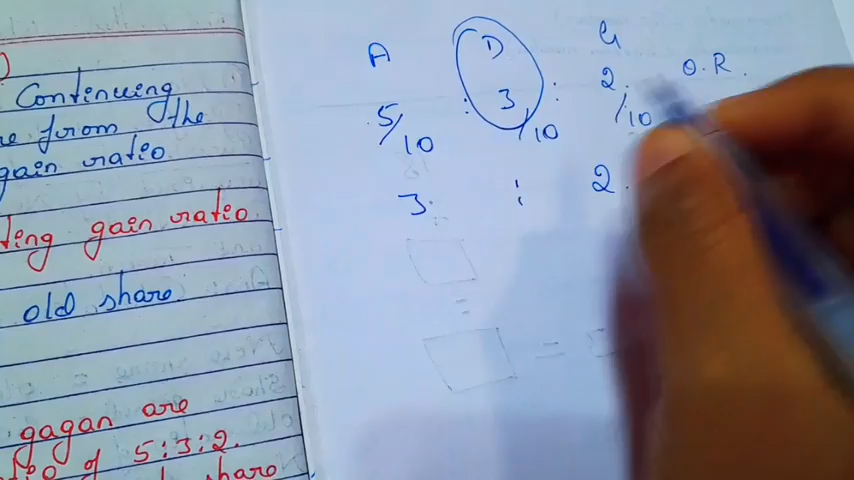 Continuing
from the
gain ratio
gain ratio
old share
gagan are
of 5:3:2.
share
A D G
5/10 : 3/10 : 2/10 O.R.
3 : 2
=
=